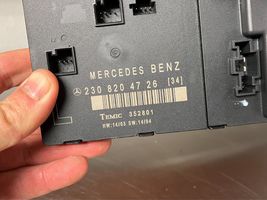 MERCEDES BENZ
230 820 47 26 [34]
L
TEMIC 352801
HW:14/03 SW:14/04